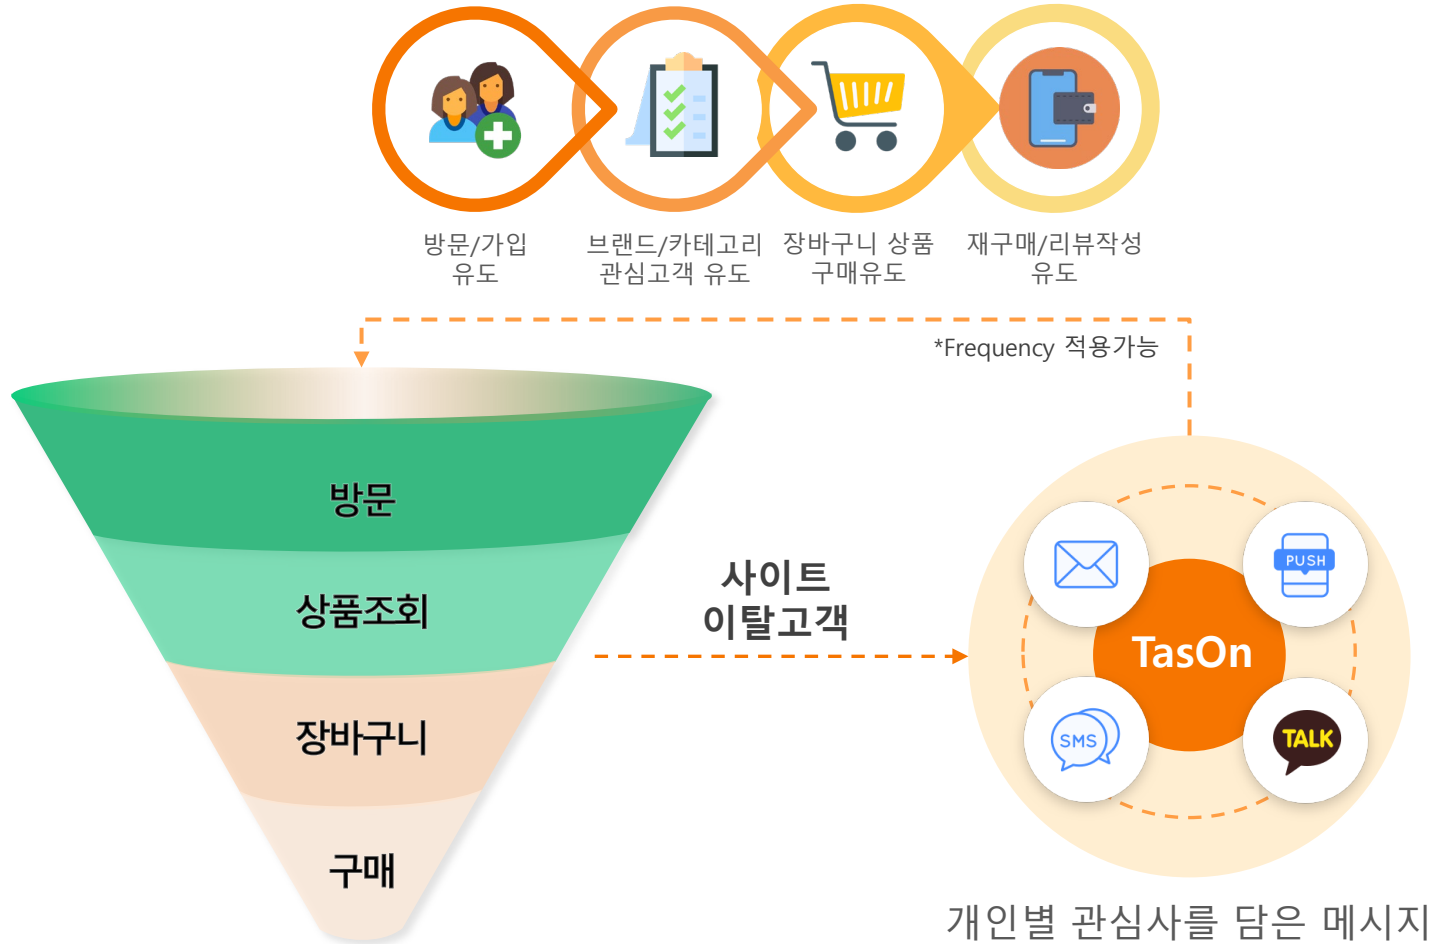 방문/가입
유도
브랜드/카테고리
관심고객 유도
장바구니 상품
구매유도
재구매/리뷰작성
유도
*Frequency 적용가능
방문
상품조회
장바구니
구매
사이트
이탈고객
PUSH
TasOn
SMS
TALK
개인별 관심사를 담은 메시지